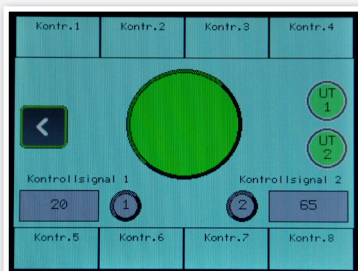 Kontr.1 Kontr.2 Kontr.3 Kontr.4
UT
1
UT
2
Kontrollsignal 1 Kontrollsignal 2
20 1 2 65
Kontr.5 Kontr.6 Kontr.7 Kontr.8